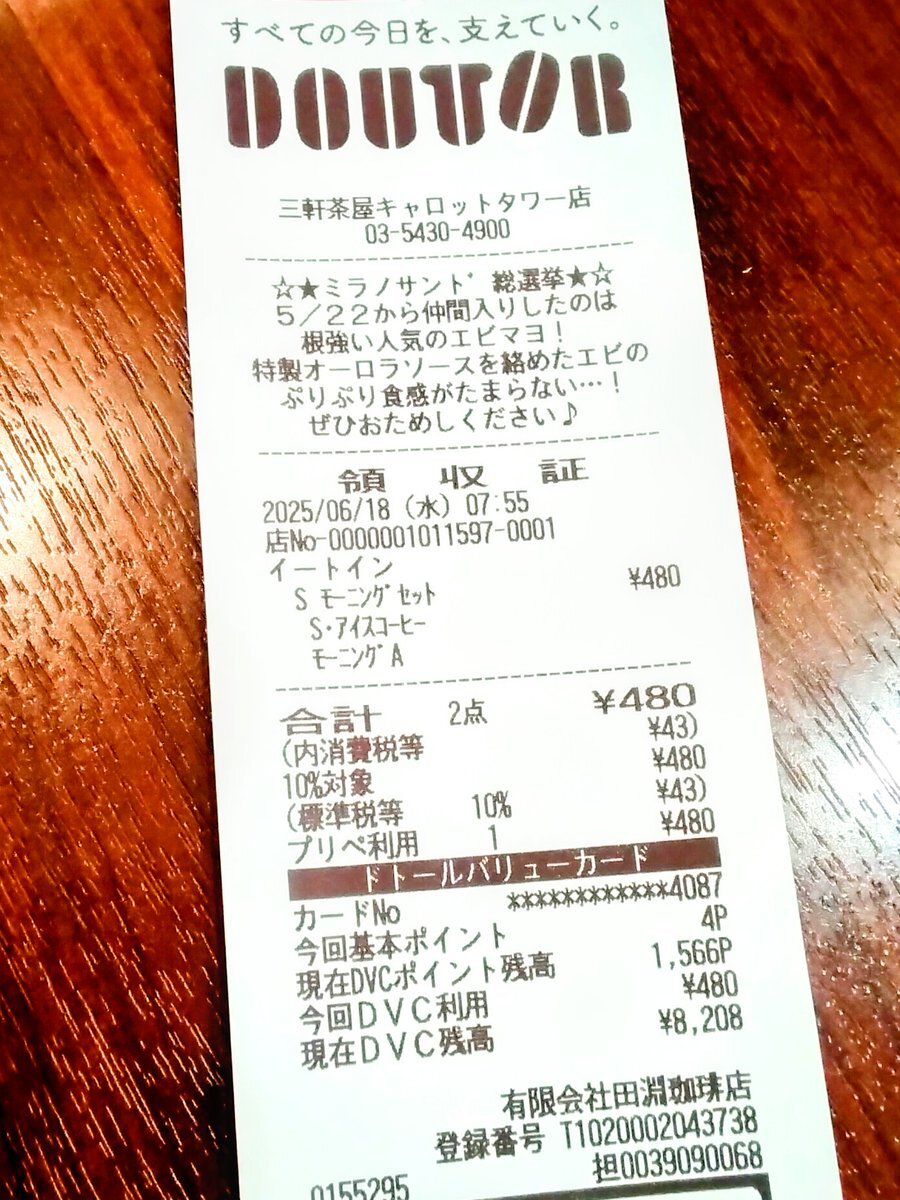 すべての今日を、支えていく。
DOUTOR
三軒茶屋キャロットタワー店
03-5430-4900
☆★ミラノサンド 総選挙★☆
5/22から仲間入りしたのは
根強い人気のエビマヨ!
特製オーロラソースを絡めたエビの
ぷりぷり食感がたまらない…!
ぜひおためしください♪
領 収 証
2025/06/18 (水) 07:55
店No-0000001011597-0001
イートイン
S モーニングセット ¥480
S・アイスコーヒー
モーニングA
合計 2点 ¥480
(内消費税等 ¥43)
10%対象 ¥480
(標準税等 10% ¥43)
プリペ利用 1 ¥480
ドトールバリューカード
カードNo ************4087
今回基本ポイント 4P
現在DVCポイント残高 1,566P
今回DVC利用 ¥480
現在DVC残高 ¥8,208
有限会社田淵珈琲店
登録番号 T1020002043738
担0039090068
0155295